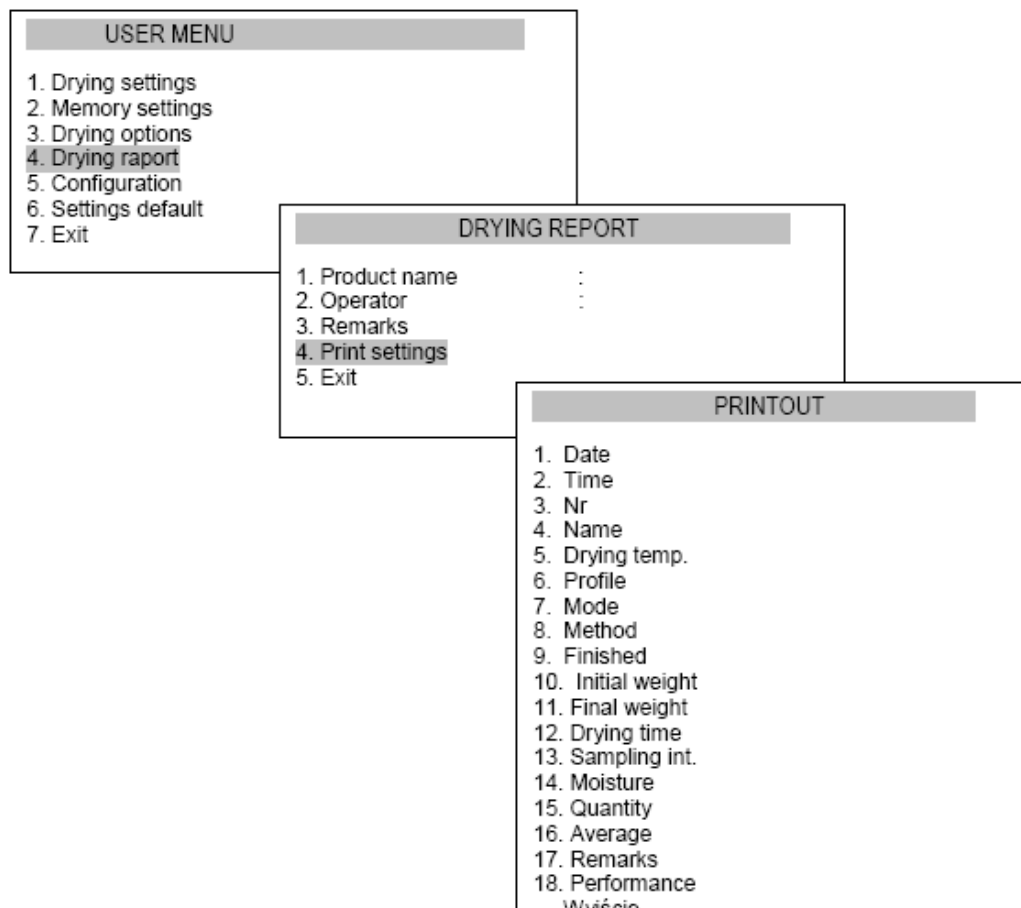 USER MENU
1. Drying settings
2. Memory settings
3. Drying options
4. Drying raport
5. Configuration
6. Settings default
7. Exit
DRYING REPORT
1. Product name :
2. Operator :
3. Remarks
4. Print settings
5. Exit
PRINTOUT
1. Date
2. Time
3. Nr
4. Name
5. Drying temp.
6. Profile
7. Mode
8. Method
9. Finished
10. Initial weight
11. Final weight
12. Drying time
13. Sampling int.
14. Moisture
15. Quantity
16. Average
17. Remarks
18. Performance
Wyjście